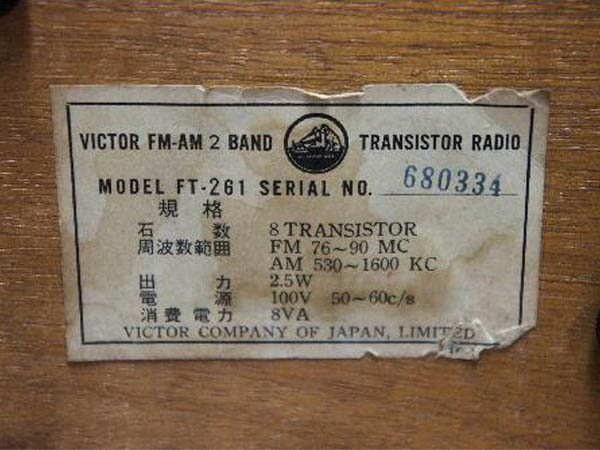 VICTOR FM-AM 2 BAND TRANSISTOR RADIO
MODEL FT-261 SERIAL NO. 680334
規格
石数 8 TRANSISTOR
周波数範囲 FM 76~90 MC
AM 530~1600 KC
出力 2.5W
電源 100V 50~60c/s
消費電力 8VA
VICTOR COMPANY OF JAPAN, LIMITED